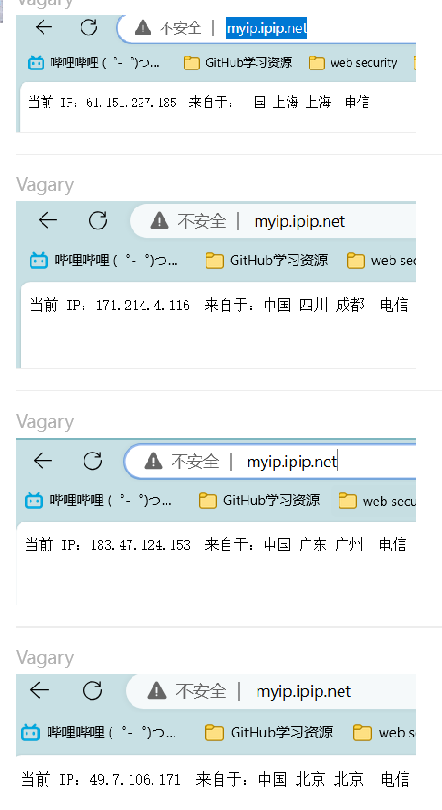 Vagary
不安全 myip.ipip.net
哔哩哔哩 (゜-゜)つ... GitHub学习资源 web security
当前 IP: 61.151.227.185 来自于: 国 上海 上海 电信
Vagary
不安全 myip.ipip.net
哔哩哔哩 (゜-゜)つ... GitHub学习资源 web sec
当前 IP: 171.214.4.116 来自于: 中国 四川 成都 电信
Vagary
不安全 myip.ipip.net
哔哩哔哩 (゜-゜)つ... GitHub学习资源 web secu
当前 IP: 183.47.124.153 来自于: 中国 广东 广州 电信
Vagary
不安全 myip.ipip.net
哔哩哔哩 (゜-゜)つ... GitHub学习资源 web s
当前 IP: 49.7.106.171 来自于: 中国 北京 北京 电信